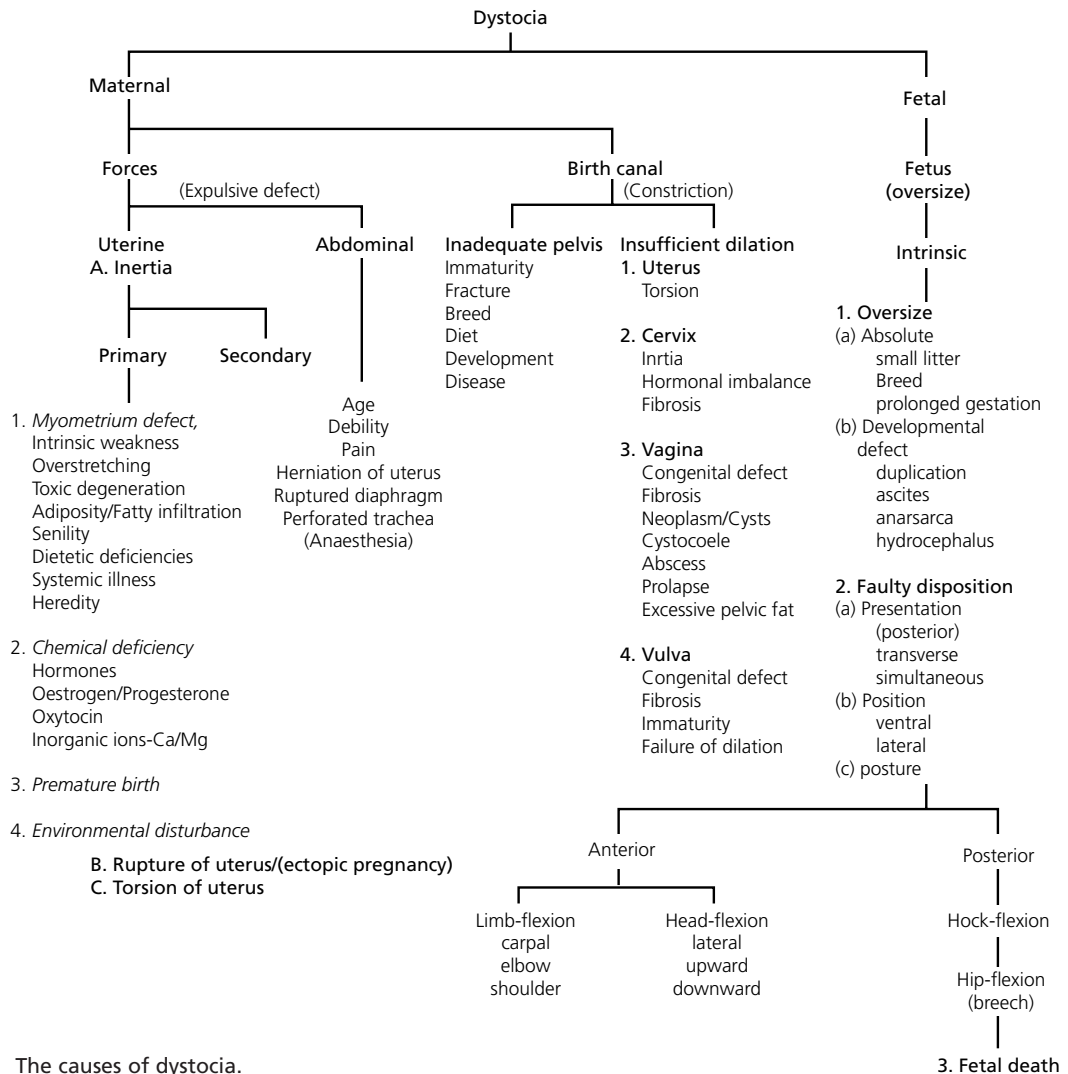 Dystocia
Maternal
Fetal
Forces
(Expulsive defect)
Birth canal
(Constriction)
Fetus
(oversize)
Uterine
A. Inertia
Abdominal
Inadequate pelvis
Immaturity
Fracture
Breed
Diet
Development
Disease
Insufficient dilation
1. Uterus
Torsion
2. Cervix
Inrtia
Hormonal imbalance
Fibrosis
3. Vagina
Congenital defect
Fibrosis
Neoplasm/Cysts
Cystocoele
Abscess
Prolapse
Excessive pelvic fat
4. Vulva
Congenital defect
Fibrosis
Immaturity
Failure of dilation
Intrinsic
1. Oversize
(a) Absolute
small litter
Breed
prolonged gestation
(b) Developmental
defect
duplication
ascites
anarsarca
hydrocephalus
2. Faulty disposition
(a) Presentation
(posterior)
transverse
simultaneous
(b) Position
ventral
lateral
(c) posture
Primary
Secondary
1. Myometrium defect,
Intrinsic weakness
Overstretching
Toxic degeneration
Adiposity/Fatty infiltration
Senility
Dietetic deficiencies
Systemic illness
Heredity
2. Chemical deficiency
Hormones
Oestrogen/Progesterone
Oxytocin
Inorganic ions-Ca/Mg
3. Premature birth
4. Environmental disturbance
B. Rupture of uterus/(ectopic pregnancy)
C. Torsion of uterus
Age
Debility
Pain
Herniation of uterus
Ruptured diaphragm
Perforated trachea
(Anaesthesia)
Anterior
Posterior
Limb-flexion
carpal
elbow
shoulder
Head-flexion
lateral
upward
downward
Hock-flexion
Hip-flexion
(breech)
3. Fetal death
The causes of dystocia.